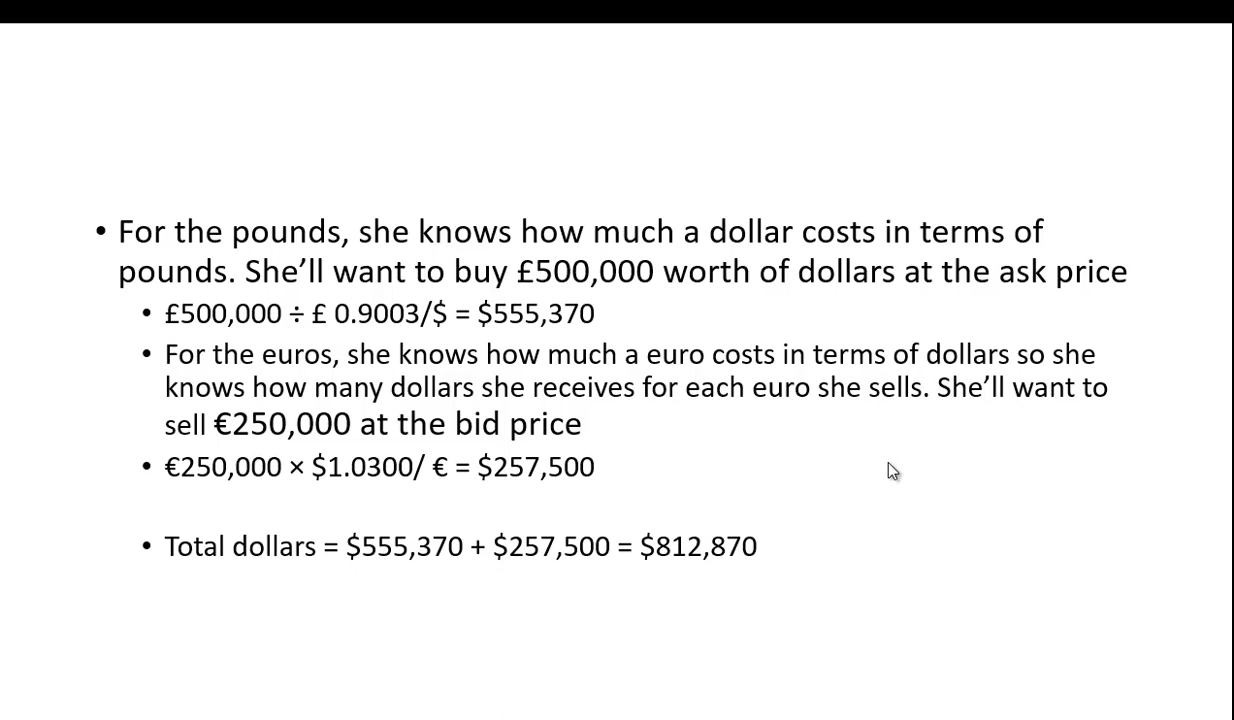 • For the pounds, she knows how much a dollar costs in terms of
pounds. She’ll want to buy £500,000 worth of dollars at the ask price
• £500,000 ÷ £ 0.9003/$ = $555,370
• For the euros, she knows how much a euro costs in terms of dollars so she
knows how many dollars she receives for each euro she sells. She’ll want to
sell €250,000 at the bid price
• €250,000 × $1.0300/ € = $257,500
• Total dollars = $555,370 + $257,500 = $812,870